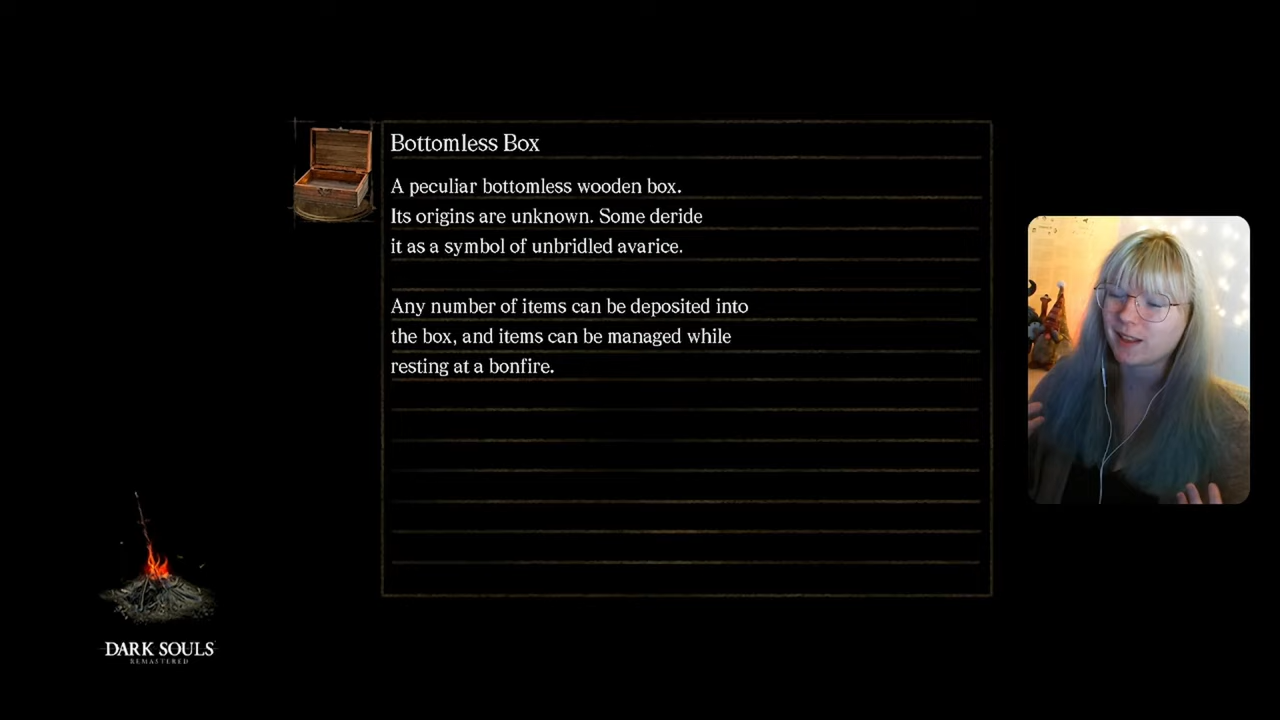 Bottomless Box
A peculiar bottomless wooden box.
Its origins are unknown. Some deride
it as a symbol of unbridled avarice.
Any number of items can be deposited into
the box, and items can be managed while
resting at a bonfire.
DARK SOULS
REMASTERED